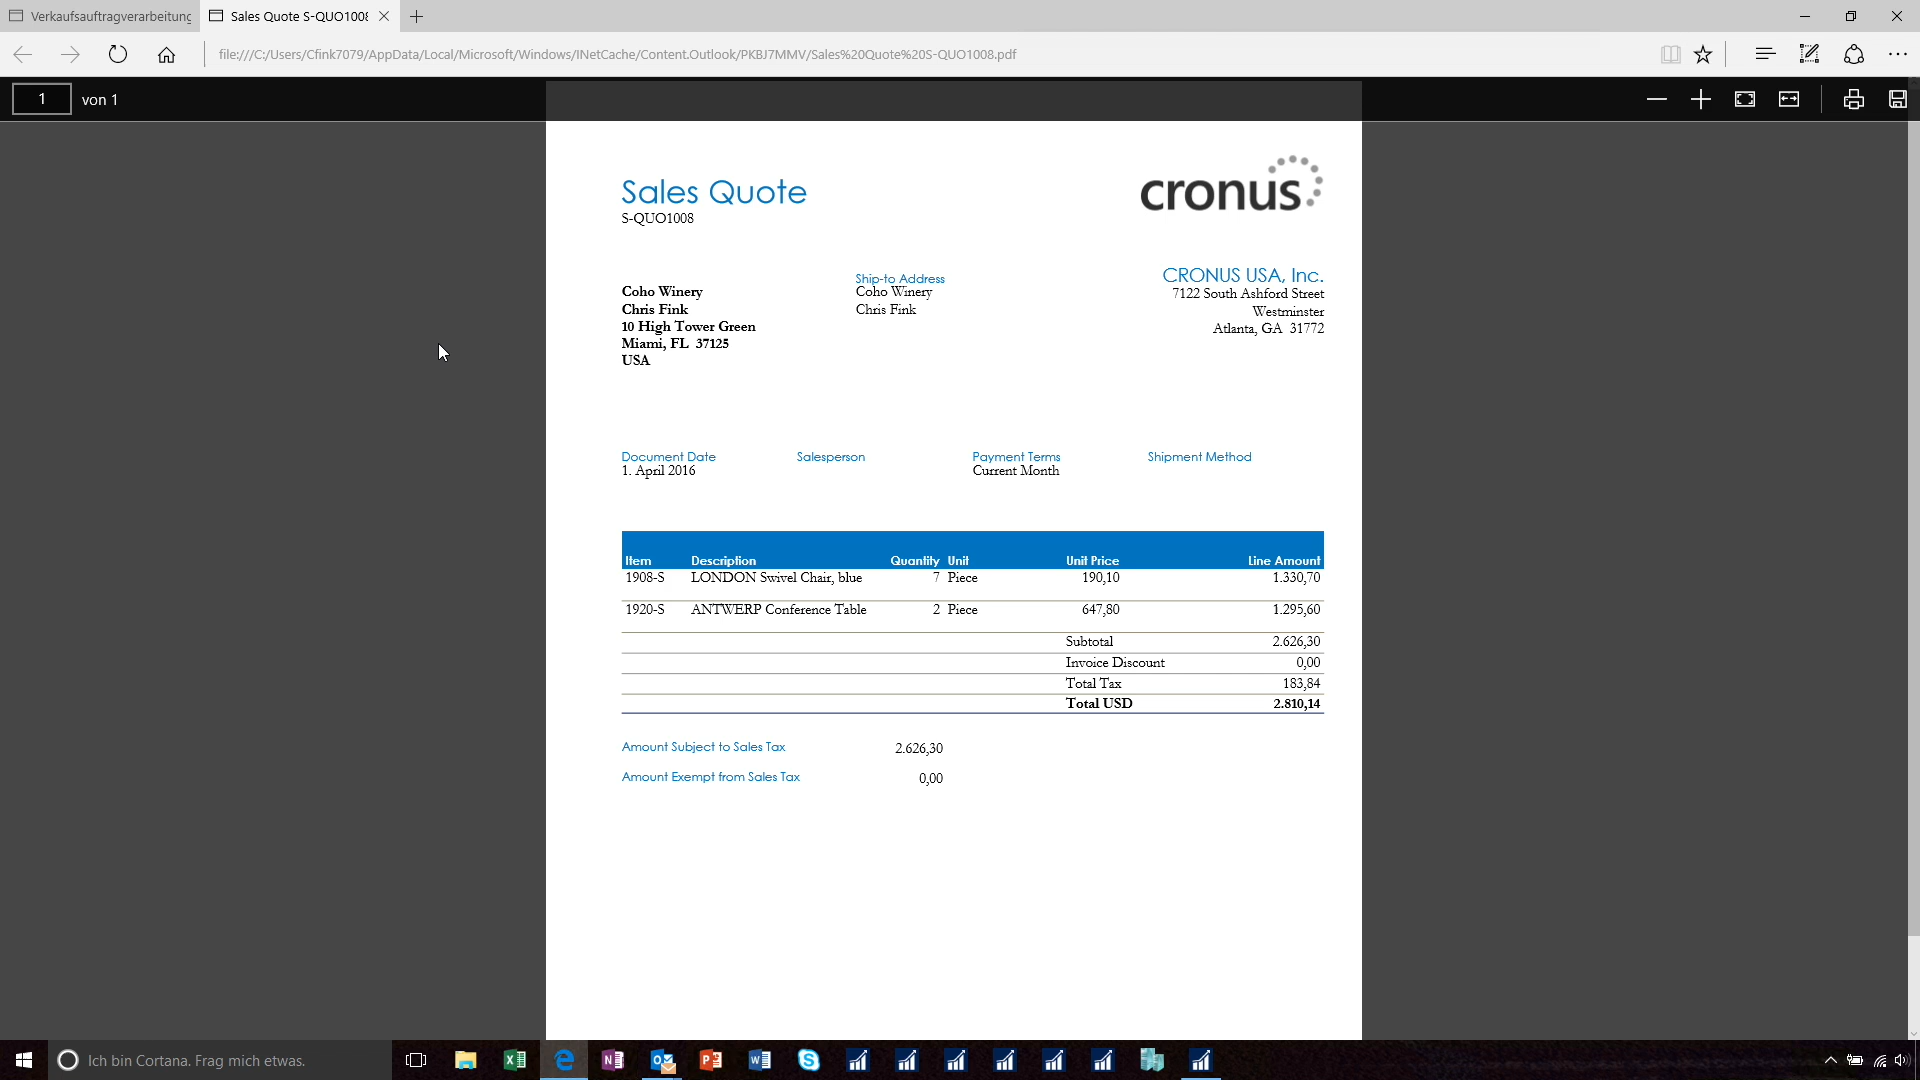 Verkaufsauftragverarbeitung
Sales Quote S-QUO1008
file:///C:/Users/Cfink7079/AppData/Local/Microsoft/Windows/INetCache/Content.Outlook/PKBJ7MMV/Sales%20Quote%20S-QUO1008.pdf
1 von 1
Sales Quote
S-QUO1008
cronus
Coho Winery
Chris Fink
10 High Tower Green
Miami, FL 37125
USA
Ship-to Address
Coho Winery
Chris Fink
CRONUS USA, Inc.
7122 South Ashford Street
Westminster
Atlanta, GA 31772
Document Date Salesperson Payment Terms Shipment Method
1. April 2016 Current Month
Item Description Quantity Unit Unit Price Line Amount
1908-S LONDON Swivel Chair, blue 7 Piece 190,10 1.330,70
1920-S ANTWERP Conference Table 2 Piece 647,80 1.295,60
Subtotal 2.626,30
Invoice Discount 0,00
Total Tax 183,84
Total USD 2.810,14
Amount Subject to Sales Tax 2.626,30
Amount Exempt from Sales Tax 0,00
Ich bin Cortana. Frag mich etwas.